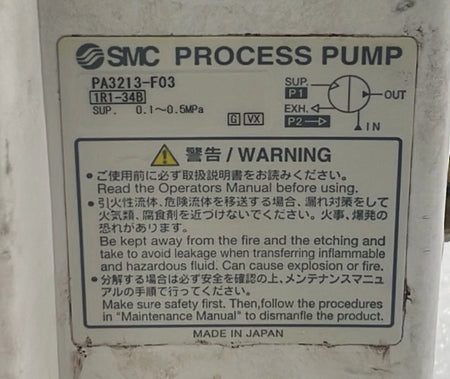 SMC PROCESS PUMP
PA3213-F03
1R1-34B
SUP. 0.1~0.5MPa
G VX
SUP.
P1
OUT
EXH.
P2
IN
警告 / WARNING
● ご使用前に必ず取扱説明書をお読みください。
Read the Operators Manual before using.
● 引火性流体、危険流体を移送する場合、漏れ対策をして
火気類、腐食剤を近づけないでください。火事、爆発の
恐れがあります。
Be kept away from the fire and the etching and
take to avoid leakage when transferring inflammable
and hazardous fluid. Can cause explosion or fire.
● 分解する場合は必ず安全を確認の上、メンテナンスマニュ
アルの手順で行ってください。
Make sure safety first. Then,follow the procedures
in "Maintenance Manual" to dismanfle the product.
MADE IN JAPAN